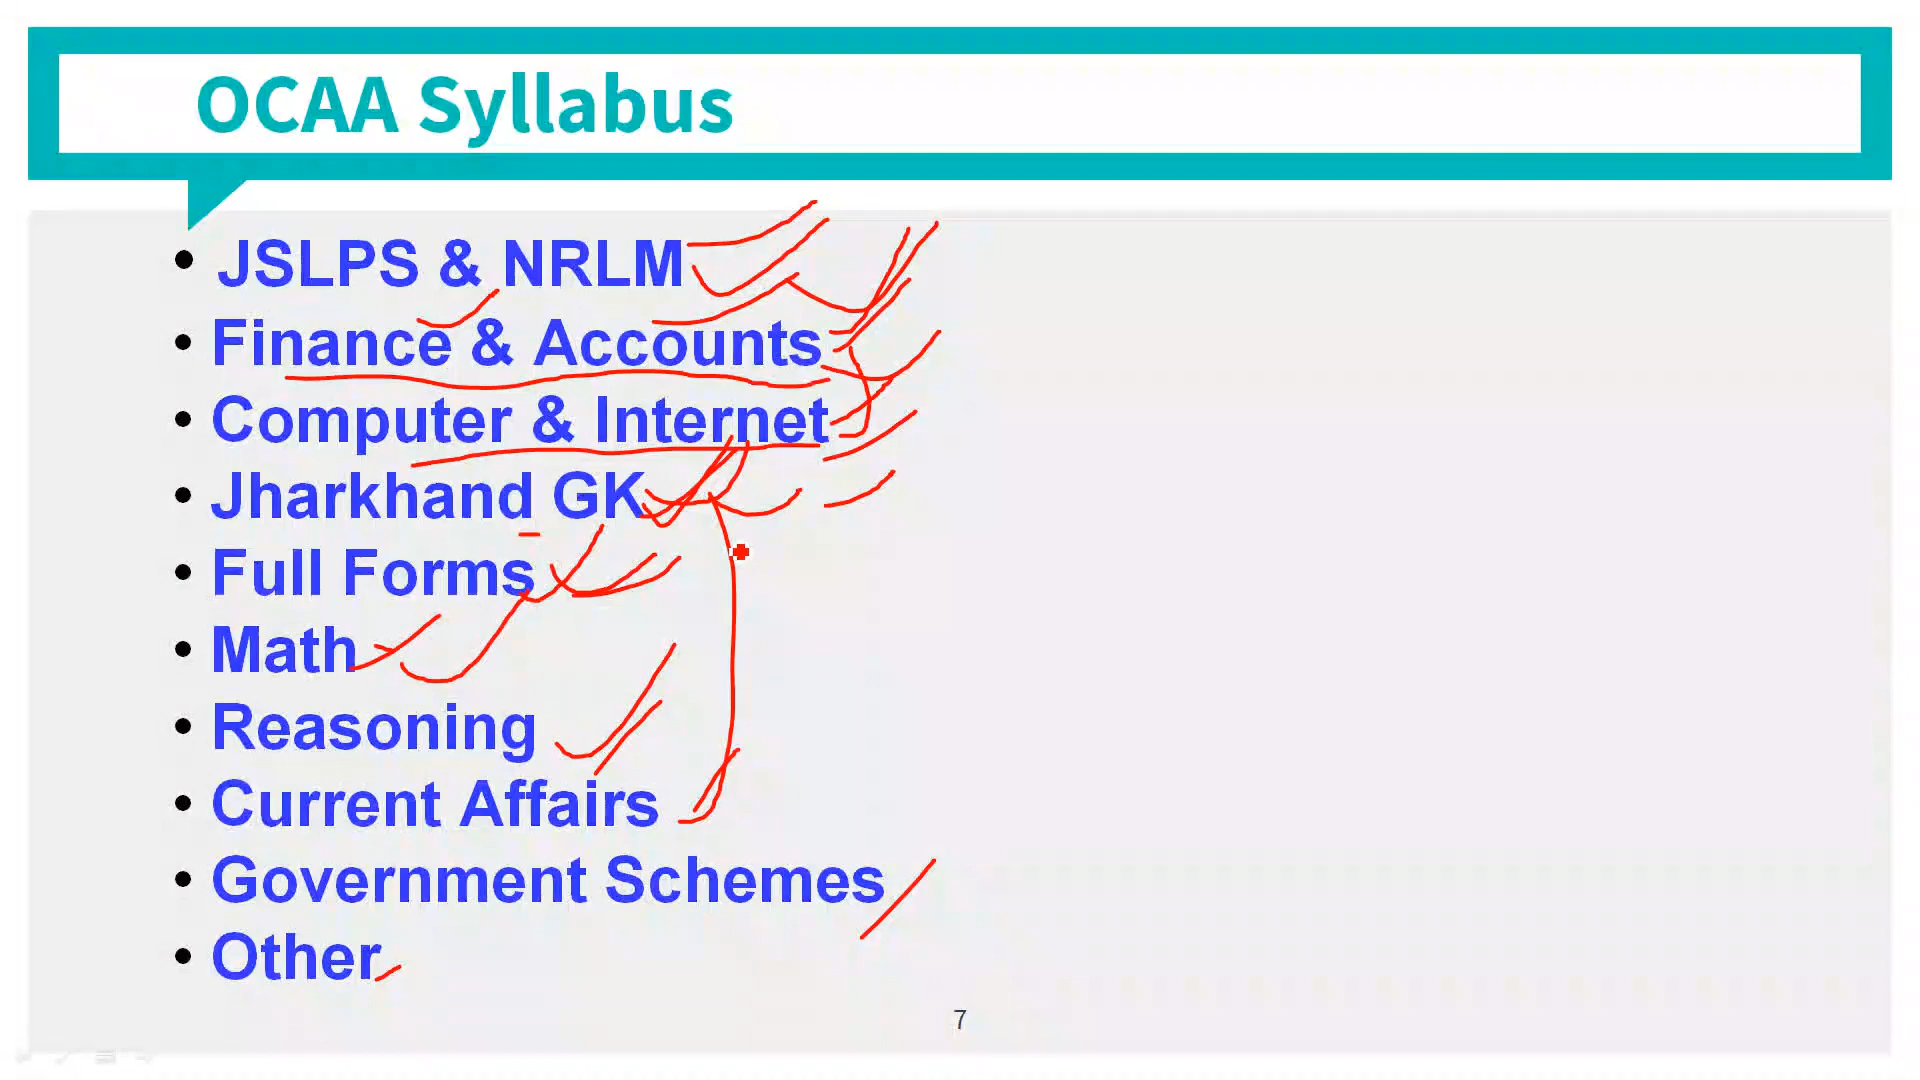 OCAA Syllabus
• JSLPS & NRLM
• Finance & Accounts
• Computer & Internet
• Jharkhand GK
• Full Forms
• Math
• Reasoning
• Current Affairs
• Government Schemes
• Other
7